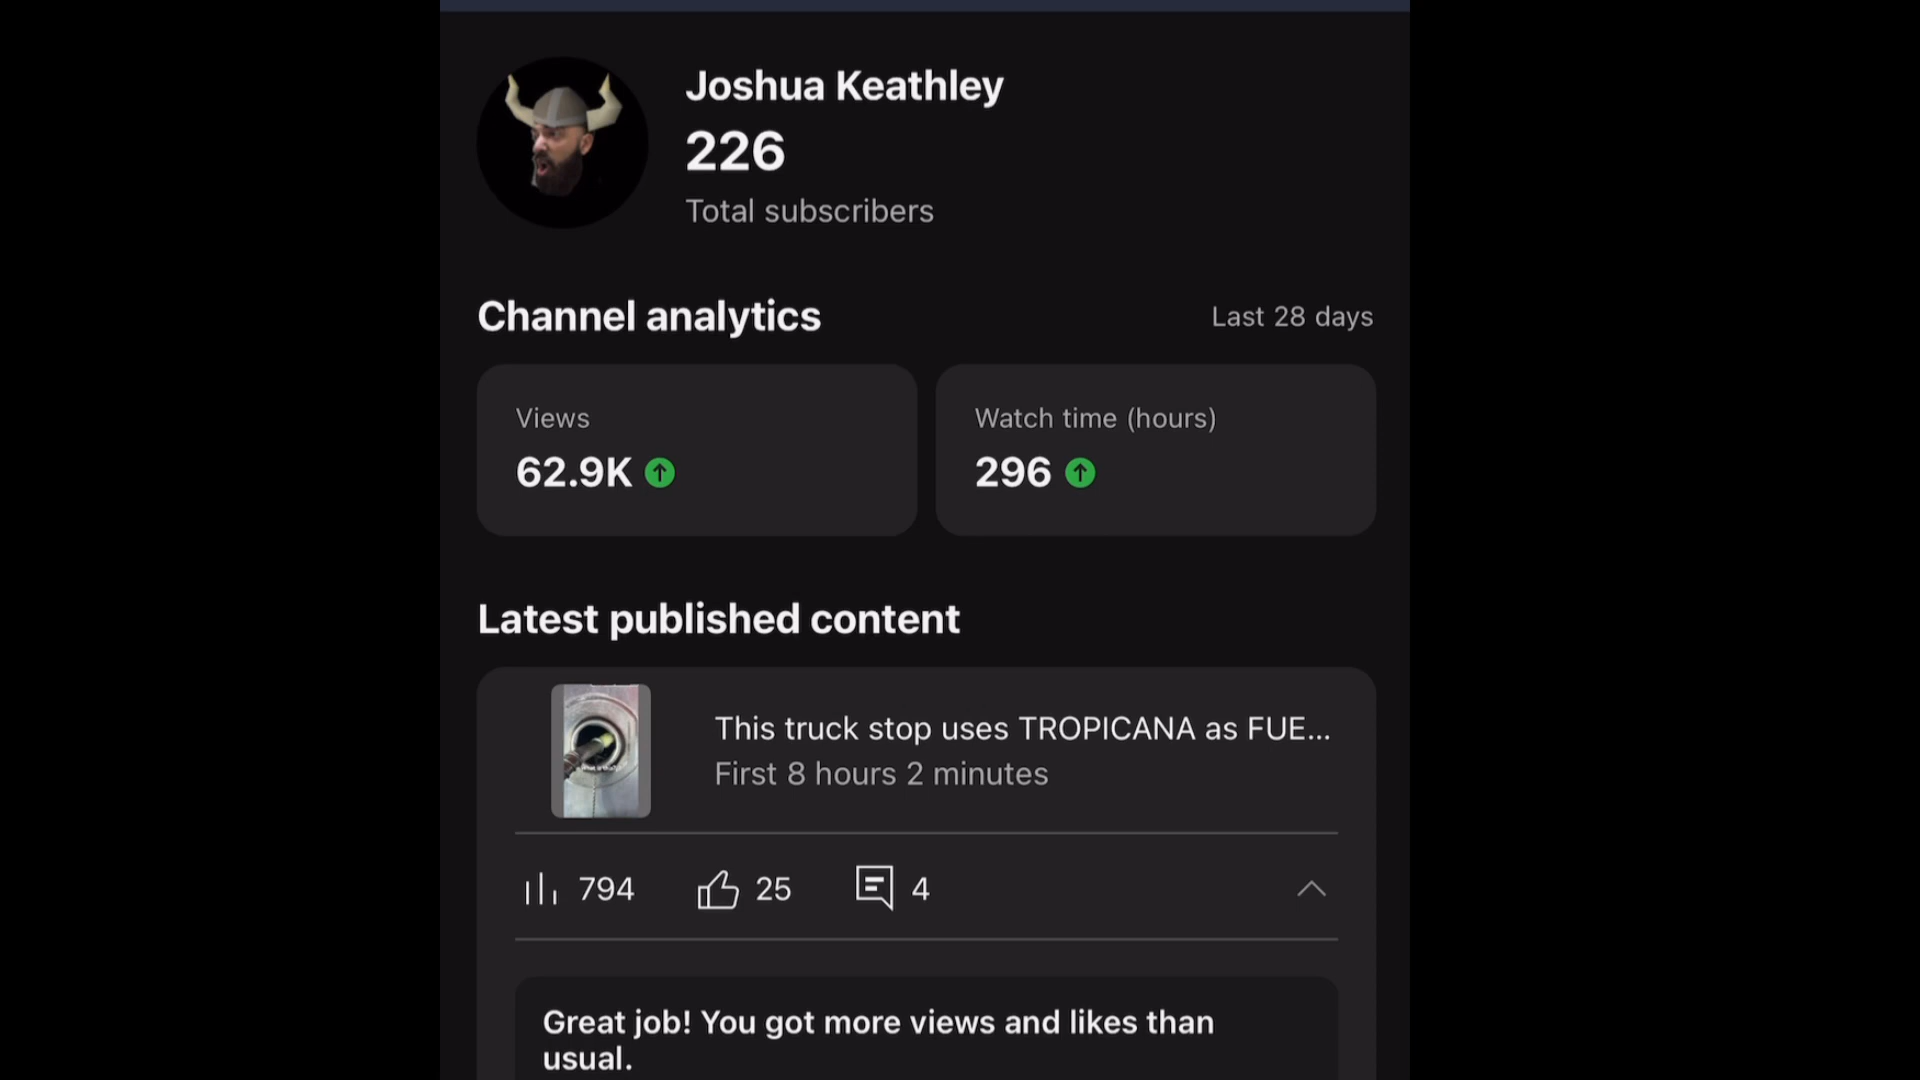 Joshua Keathley
226
Total subscribers
Channel analytics
Last 28 days
Views
62.9K
Watch time (hours)
296
Latest published content
This truck stop uses TROPICANA as FUE...
First 8 hours 2 minutes
794
25
4
Great job! You got more views and likes than
usual.